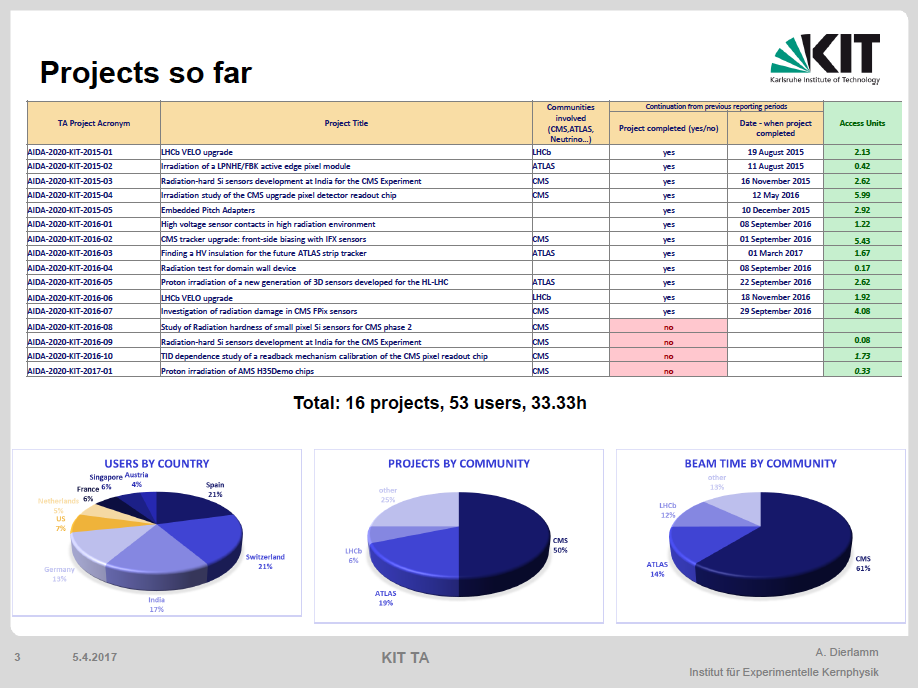 Projects so far
KIT
Karlsruhe Institute of Technology
TA Project Acronym
Project Title
Communities
involved
(CMS,ATLAS,
Neutrino...)
Continuation from previous reporting periods
Project completed (yes/no)
Date - when project
completed
Access Units
AIDA-2020-KIT-2015-01 LHCb VELO upgrade LHCb yes 19 August 2015 2.13
AIDA-2020-KIT-2015-02 Irradiation of a LPNHE/FBK active edge pixel module ATLAS yes 11 August 2015 0.42
AIDA-2020-KIT-2015-03 Radiation-hard Si sensors development at India for the CMS Experiment CMS yes 16 November 2015 2.62
AIDA-2020-KIT-2015-04 Irradiation study of the CMS upgrade pixel detector readout chip CMS yes 12 May 2016 5.99
AIDA-2020-KIT-2015-05 Embedded Pitch Adapters yes 10 December 2015 2.92
AIDA-2020-KIT-2016-01 High voltage sensor contacts in high radiation environment yes 08 September 2016 1.22
AIDA-2020-KIT-2016-02 CMS tracker upgrade: front-side biasing with IFX sensors CMS yes 01 September 2016 5.43
AIDA-2020-KIT-2016-03 Finding a HV insulation for the future ATLAS strip tracker ATLAS yes 01 March 2017 1.67
AIDA-2020-KIT-2016-04 Radiation test for domain wall device yes 08 September 2016 0.17
AIDA-2020-KIT-2016-05 Proton irradiation of a new generation of 3D sensors developed for the HL-LHC ATLAS yes 22 September 2016 2.62
AIDA-2020-KIT-2016-06 LHCb VELO upgrade LHCb yes 18 November 2016 1.92
AIDA-2020-KIT-2016-07 Investigation of radiation damage in CMS FPix sensors CMS yes 29 September 2016 4.08
AIDA-2020-KIT-2016-08 Study of Radiation hardness of small pixel Si sensors for CMS phase 2 CMS no
AIDA-2020-KIT-2016-09 Radiation-hard Si sensors development at India for the CMS Experiment CMS no 0.08
AIDA-2020-KIT-2016-10 TID dependence study of a readback mechanism calibration of the CMS pixel readout chip CMS no 1.73
AIDA-2020-KIT-2017-01 Proton irradiation of AMS H35Demo chips CMS no 0.33
Total: 16 projects, 53 users, 33.33h
USERS BY COUNTRY
Singapore
6%
Austria
4%
France
6%
Spain
21%
Netherlands
5%
US
7%
Switzerland
21%
Germany
13%
India
17%
PROJECTS BY COMMUNITY
other
25%
CMS
50%
LHCb
6%
ATLAS
19%
BEAM TIME BY COMMUNITY
other
13%
LHCb
12%
CMS
61%
ATLAS
14%
3
5.4.2017
KIT TA
A. Dierlamm
Institut für Experimentelle Kernphysik